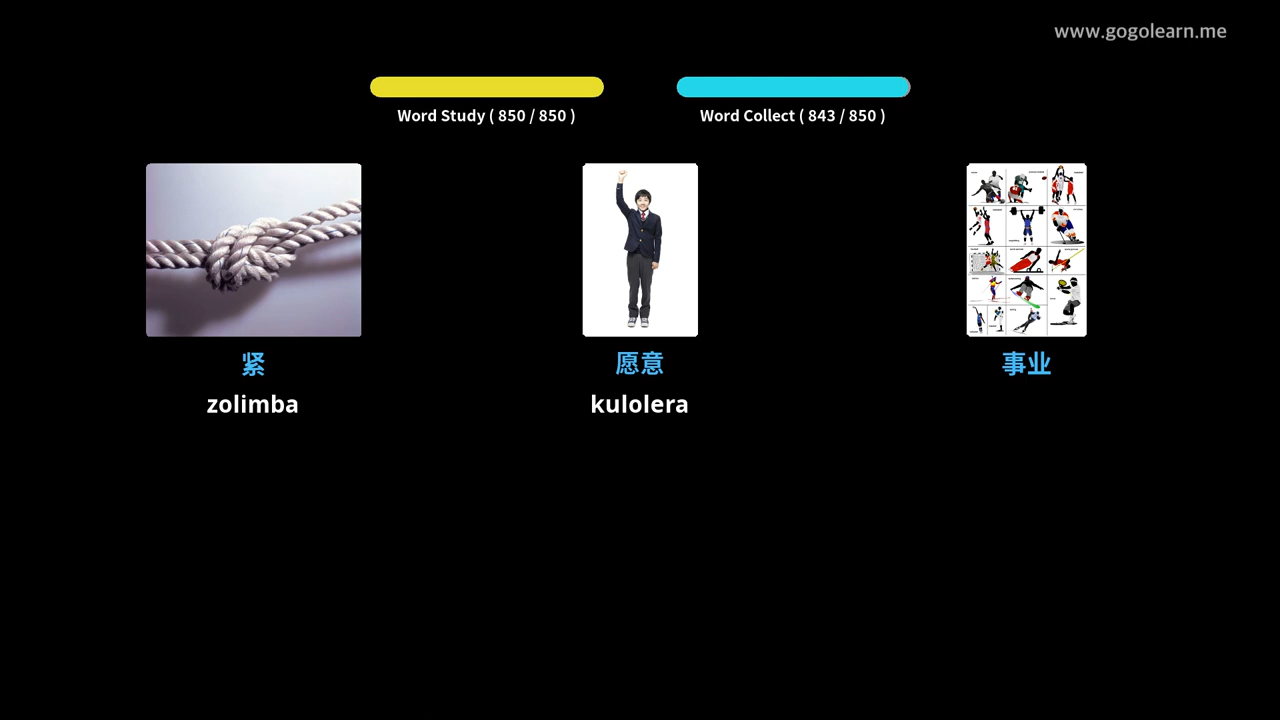 www.gogolearn.me
Word Study ( 850 / 850 )
Word Collect ( 843 / 850 )
紧
愿意
事业
zolimba
kulolera